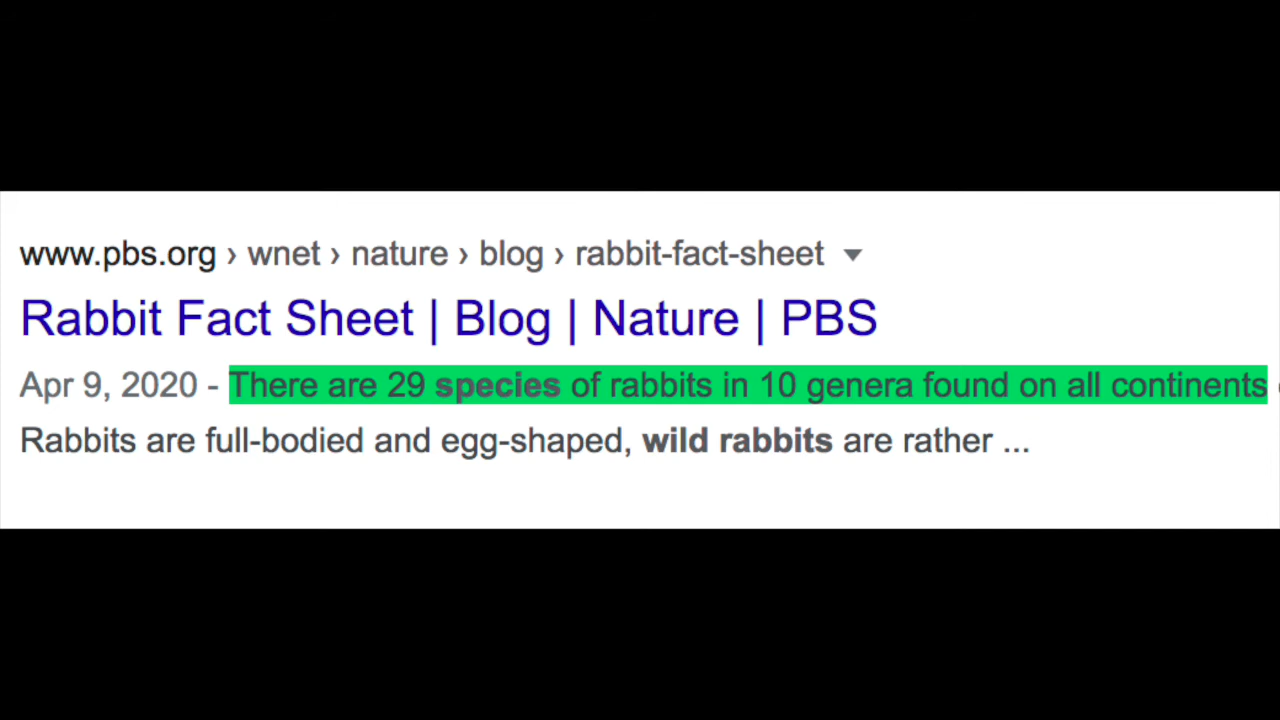 www.pbs.org › wnet › nature › blog › rabbit-fact-sheet
Rabbit Fact Sheet | Blog | Nature | PBS
Apr 9, 2020 - There are 29 species of rabbits in 10 genera found on all continents
Rabbits are full-bodied and egg-shaped, wild rabbits are rather ...